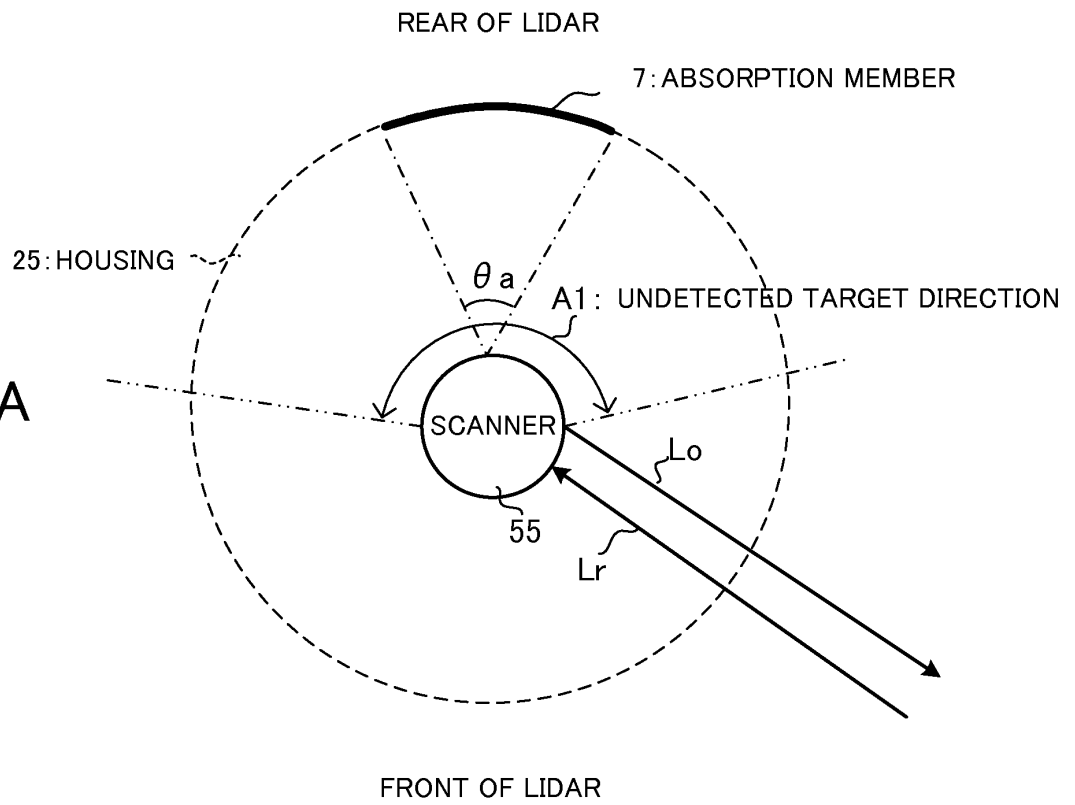 REAR OF LIDAR
7: ABSORPTION MEMBER
25: HOUSING
θa
A1: UNDETECTED TARGET DIRECTION
A
SCANNER
Lo
55
Lr
FRONT OF LIDAR